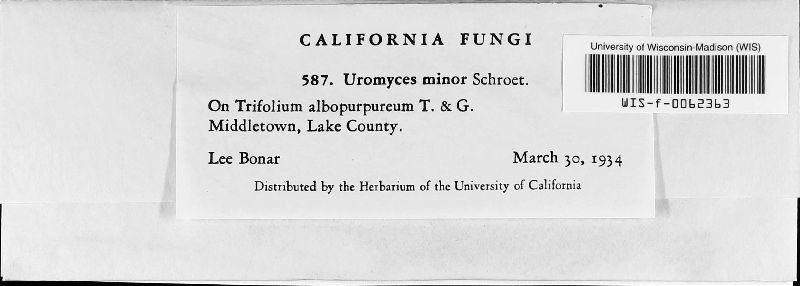 CALIFORNIA FUNGI
587. Uromyces minor Schroet.
On Trifolium albopurpureum T. & G.
Middletown, Lake County.
Lee Bonar March 30, 1934
Distributed by the Herbarium of the University of California
University of Wisconsin-Madison (WIS)
WIS-f-0062363